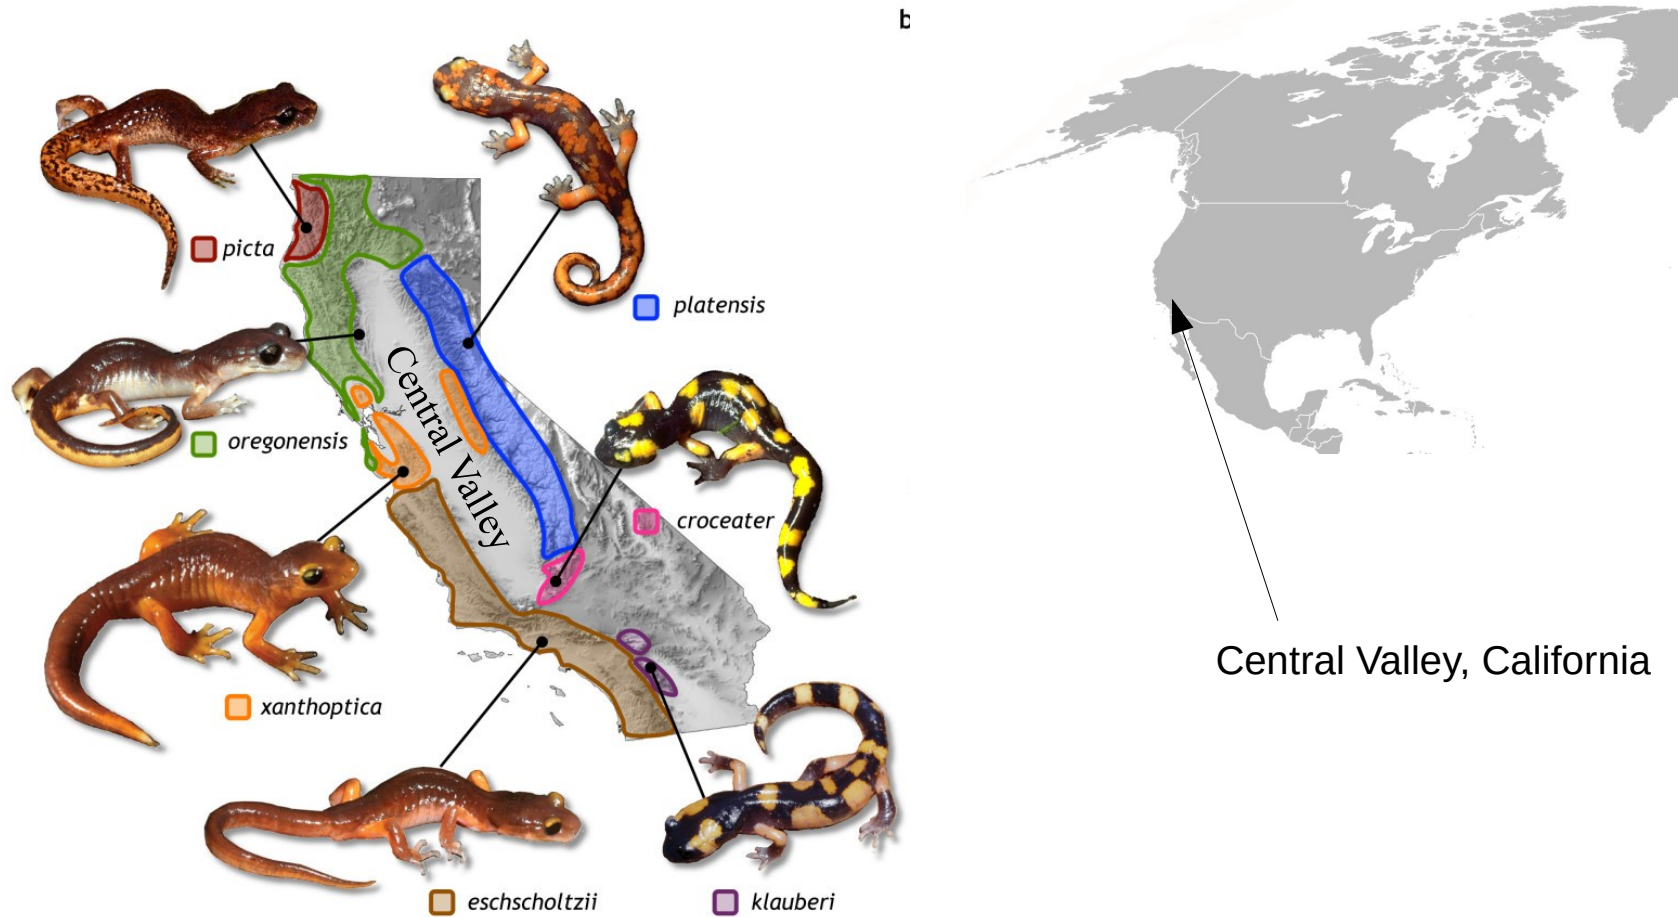 b
picta
platensis
Central Valley
oregonensis
croceater
xanthoptica
Central Valley, California
eschscholtzii
klauberi